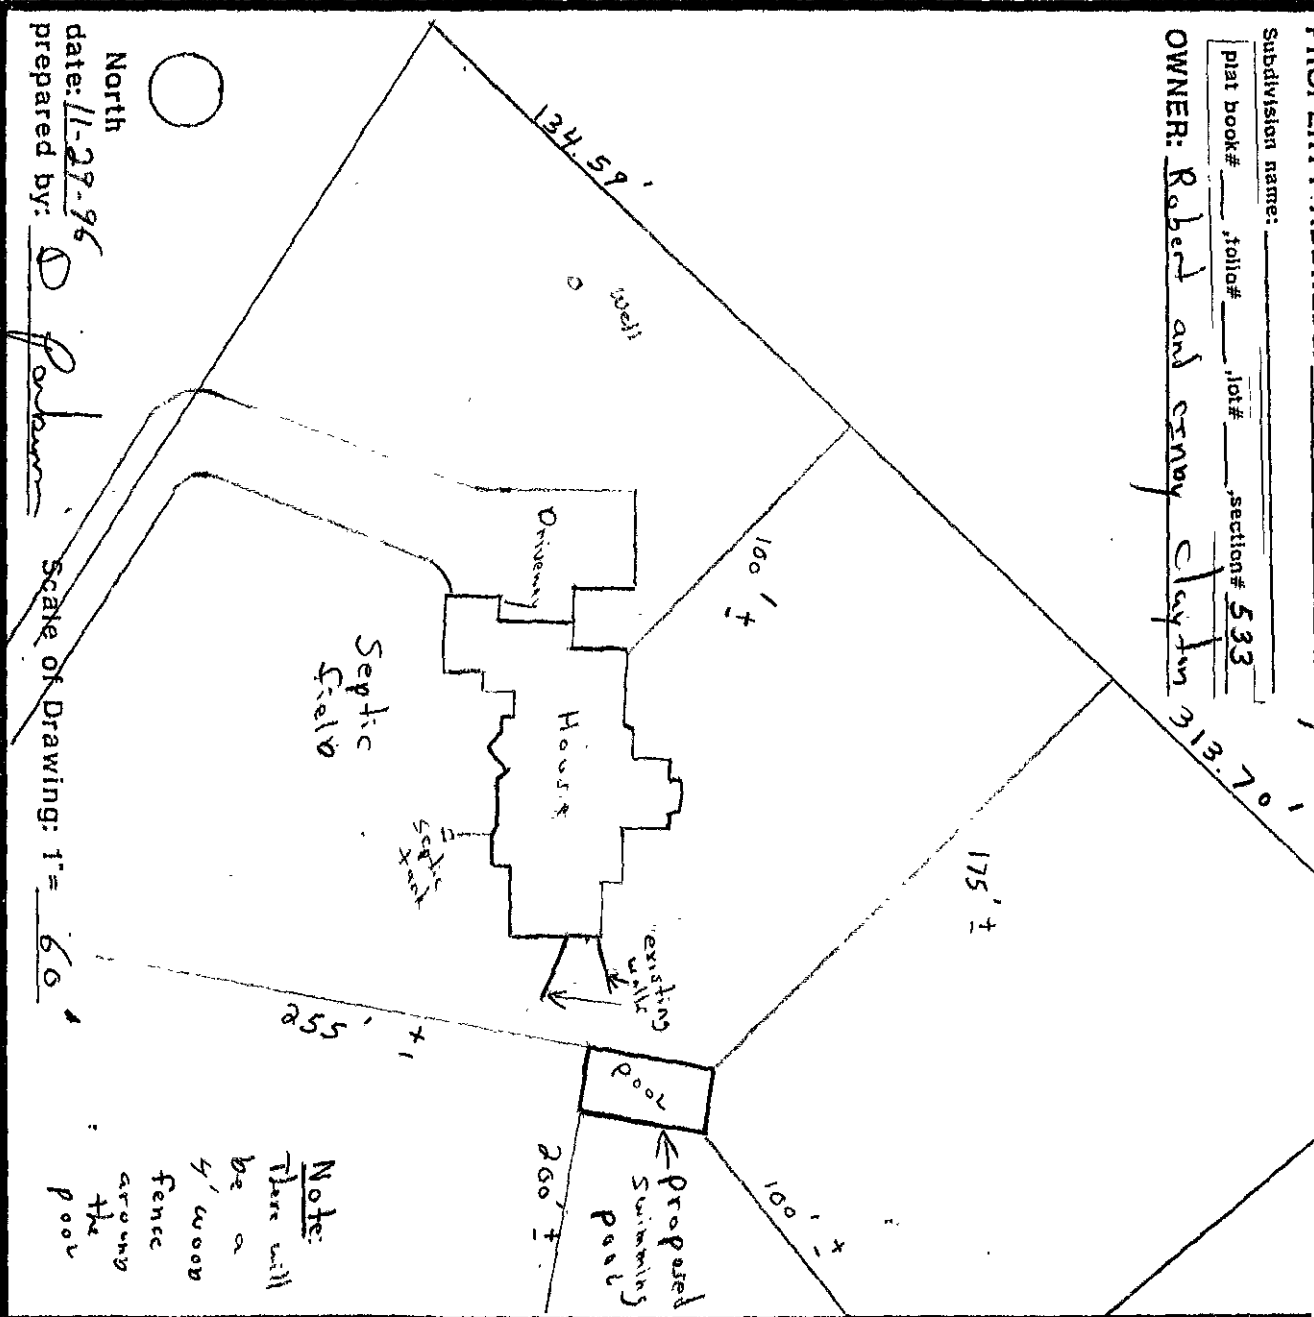 Subdivision name:
plat book# ,folio# ,lot# ,section# 533
OWNER: Robert and Cindy Clayton
313.70'
134.59'
well
100' ±
175' ±
Driveway
House
Septic
field
septic
tank
existing
walls
pool
←proposed
swimming
pool
100' ±
200' ±
255' ±
Note:
There will
be a
4' wood
fence
around
the
pool
North
date: 11-27-96
prepared by: D
scale of Drawing: 1"= 60'